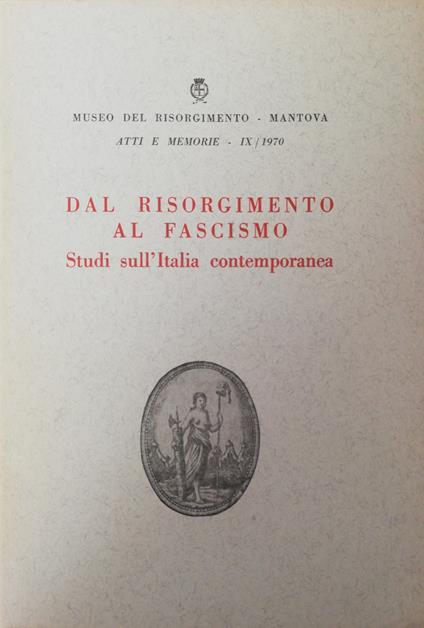 MUSEO DEL RISORGIMENTO - MANTOVA
ATTI E MEMORIE - IX/1970
DAL RISORGIMENTO
AL FASCISMO
Studi sull'Italia contemporanea